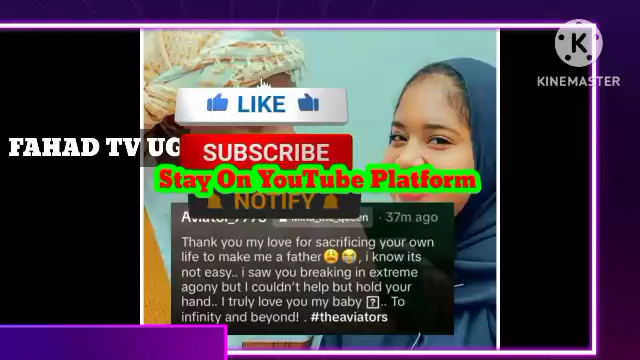 KINEMASTER
LIKE
FAHAD TV UG
SUBSCRIBE
Stay On YouTube Platform
NOTIFY
37m ago
Thank you my love for sacrificing your own
life to make me a father😩😭, i know its
not easy.. i saw you breaking in extreme
agony but I couldn't help but hold your
hand.. I truly love you my baby ⍰.. To
infinity and beyond! . #theaviators